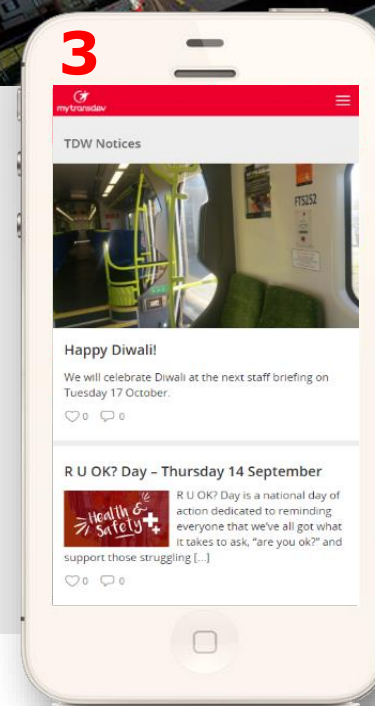 3
mytransdev
TDW Notices
FTS252
Happy Diwali!
We will celebrate Diwali at the next staff briefing on
Tuesday 17 October.
0 0
R U OK? Day – Thursday 14 September
Health &
Safety
R U OK? Day is a national day of
action dedicated to reminding
everyone that we've all got what
it takes to ask, "are you ok?" and
support those struggling [...]
0 0